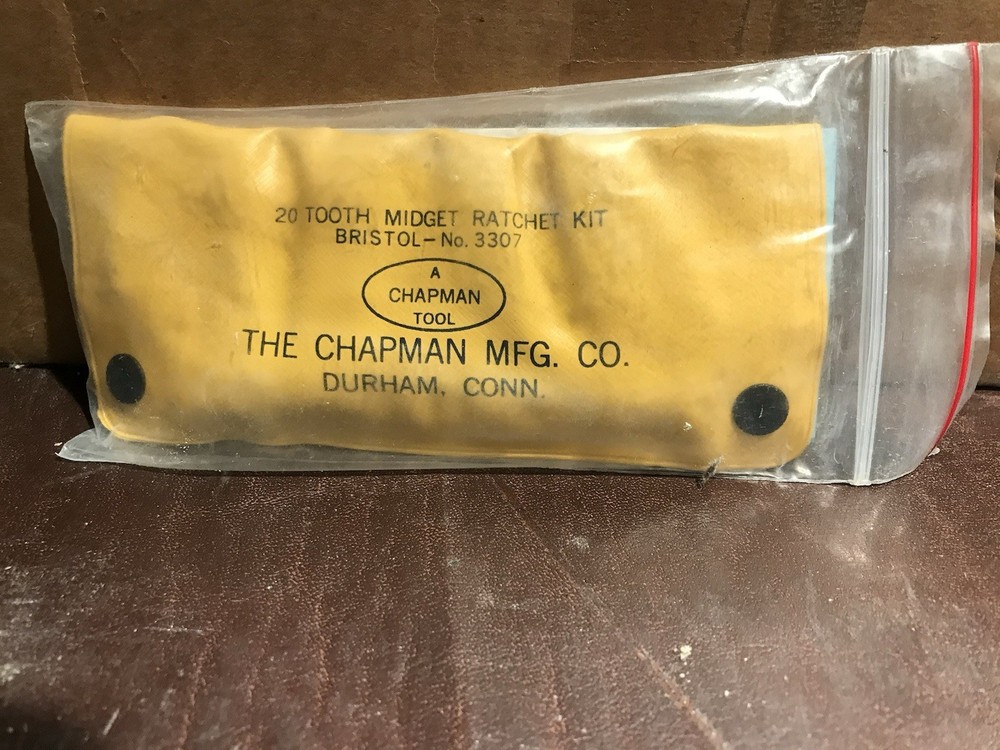 20 TOOTH MIDGET RATCHET KIT
BRISTOL-No. 3307
A
CHAPMAN
TOOL
THE CHAPMAN MFG. CO.
DURHAM, CONN.